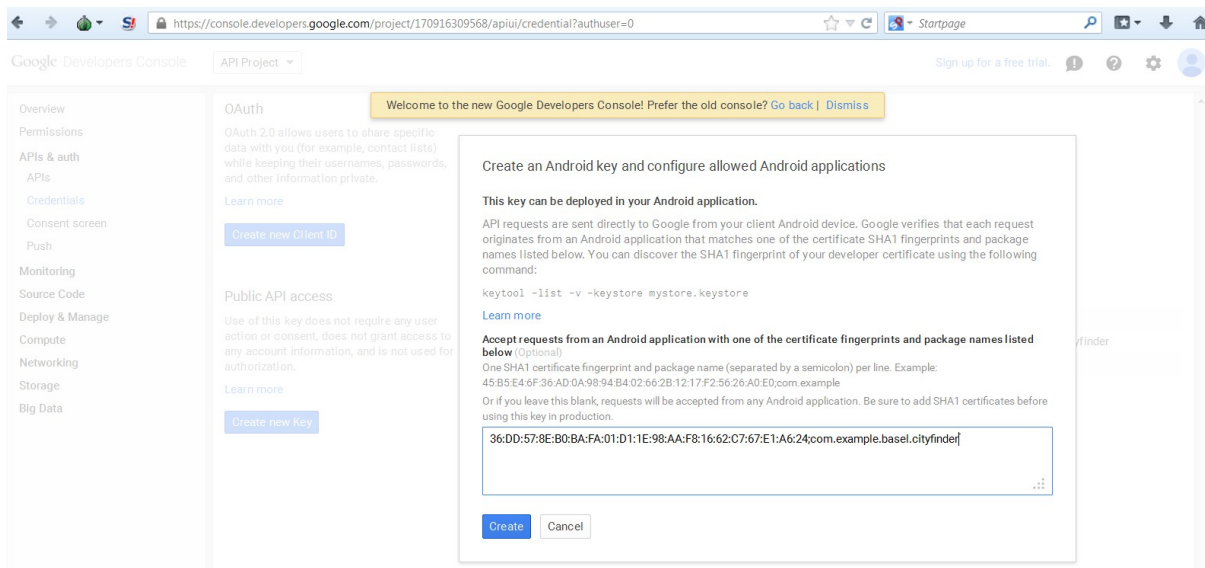 https://console.developers.google.com/project/170916309568/apiui/credential?authuser=0
Startpage
Google Developers Console
API Project
Sign up for a free trial.
Welcome to the new Google Developers Console! Prefer the old console? Go back | Dismiss
Overview
Permissions
APIs & auth
APIs
Credentials
Consent screen
Push
Monitoring
Source Code
Deploy & Manage
Compute
Networking
Storage
Big Data
OAuth
OAuth 2.0 allows users to share specific
data with you (for example, contact lists)
while keeping their usernames, passwords,
and other information private.
Learn more
Create new Client ID
Public API access
Use of this key does not require any user
action or consent, does not grant access to
any account information, and is not used for
authorization.
Learn more
Create new Key
Create an Android key and configure allowed Android applications
This key can be deployed in your Android application.
API requests are sent directly to Google from your client Android device. Google verifies that each request
originates from an Android application that matches one of the certificate SHA1 fingerprints and package
names listed below. You can discover the SHA1 fingerprint of your developer certificate using the following
command:
keytool -list -v -keystore mystore.keystore
Learn more
Accept requests from an Android application with one of the certificate fingerprints and package names listed
below (Optional)
One SHA1 certificate fingerprint and package name (separated by a semicolon) per line. Example:
45:B5:E4:6F:36:AD:0A:98:94:B4:02:66:2B:12:17:F2:56:26:A0:E0;com.example
Or if you leave this blank, requests will be accepted from any Android application. Be sure to add SHA1 certificates before
using this key in production.
36:DD:57:8E:B0:BA:FA:01:D1:1E:98:AA:F8:16:62:C7:67:E1:A6:24;com.example.basel.cityfinder
Create
Cancel